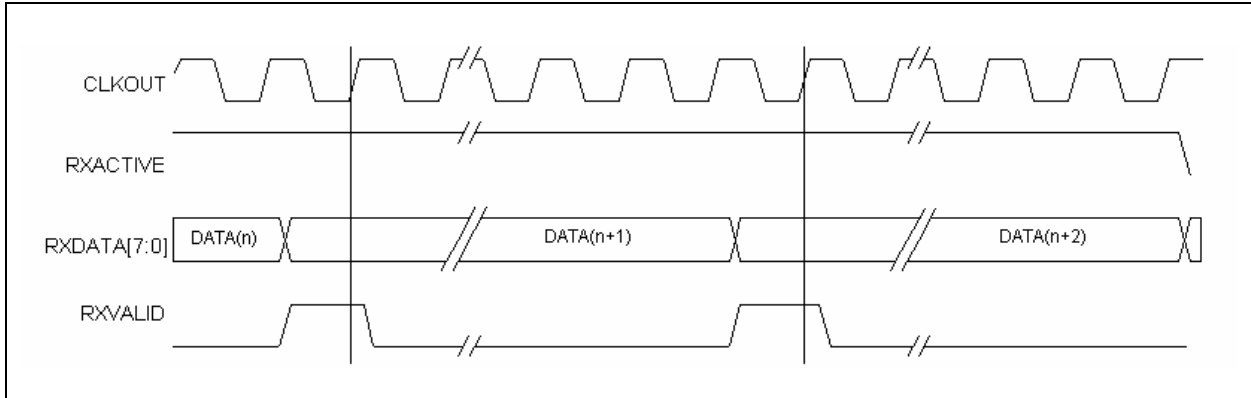 CLKOUT
RXACTIVE
RXDATA[7:0]
DATA(n)
DATA(n+1)
DATA(n+2)
RXVALID